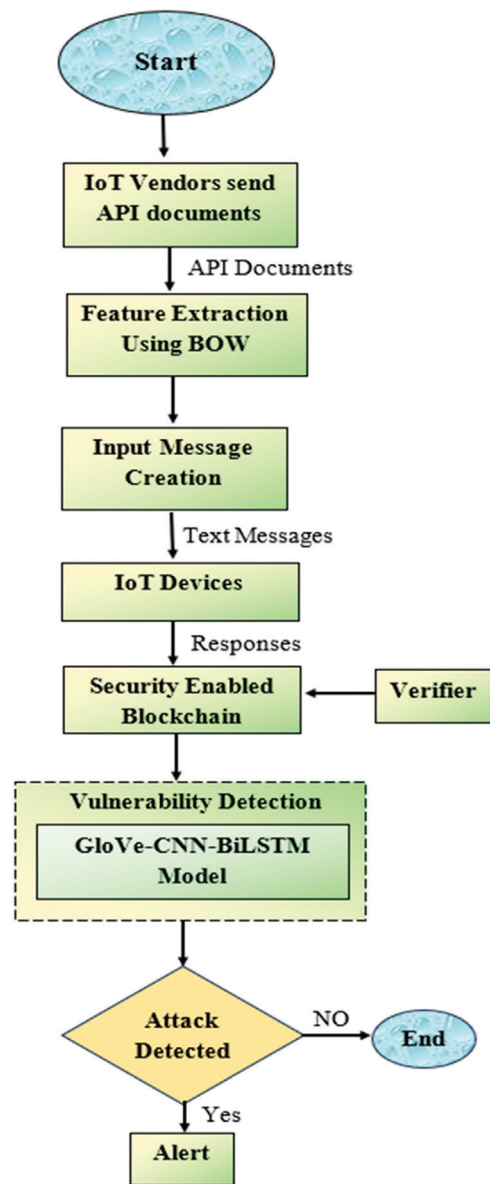 Start
IoT Vendors send
API documents
API Documents
Feature Extraction
Using BOW
Input Message
Creation
Text Messages
IoT Devices
Responses
Security Enabled
Blockchain
Verifier
Vulnerability Detection
GloVe-CNN-BiLSTM
Model
Attack
Detected
NO
End
Yes
Alert